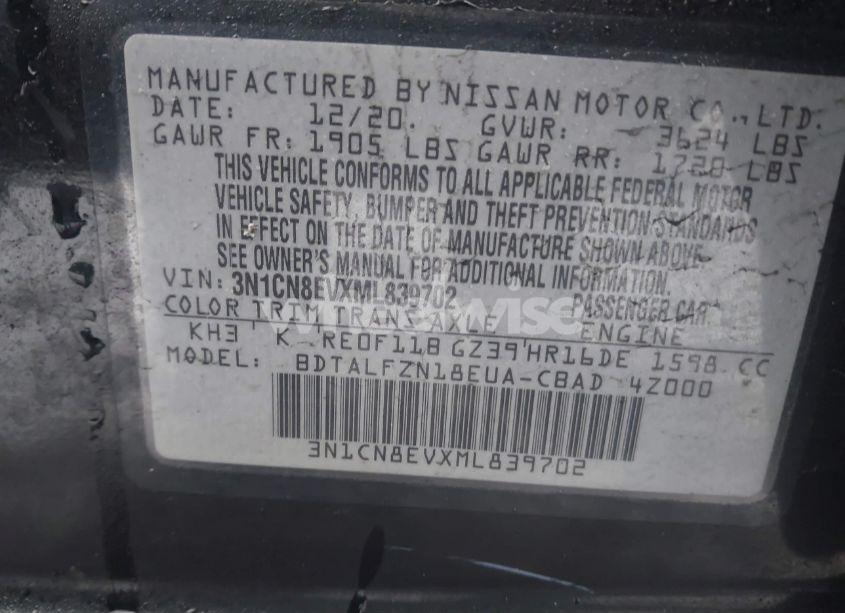 MANUFACTURED BY NISSAN MOTOR CO., LTD.
DATE: 12/20. GVWR: 3624 LBS
GAWR FR: 1905 LBS GAWR RR: 1728 LBS
THIS VEHICLE CONFORMS TO ALL APPLICABLE FEDERAL MOTOR
VEHICLE SAFETY, BUMPER AND THEFT PREVENTION STANDARDS
IN EFFECT ON THE DATE OF MANUFACTURE SHOWN ABOVE
SEE OWNER'S MANUAL FOR ADDITIONAL INFORMATION.
VIN: 3N1CN8EVXML839702 PASSENGER CAR
COLOR TRIM TRANS AXLE ENGINE
KH3 K RE0F11B GZ39 HR16DE 1598 CC
MODEL: BDTALFZN18EUA-CBAD 4Z000
3N1CN8EVXML839702